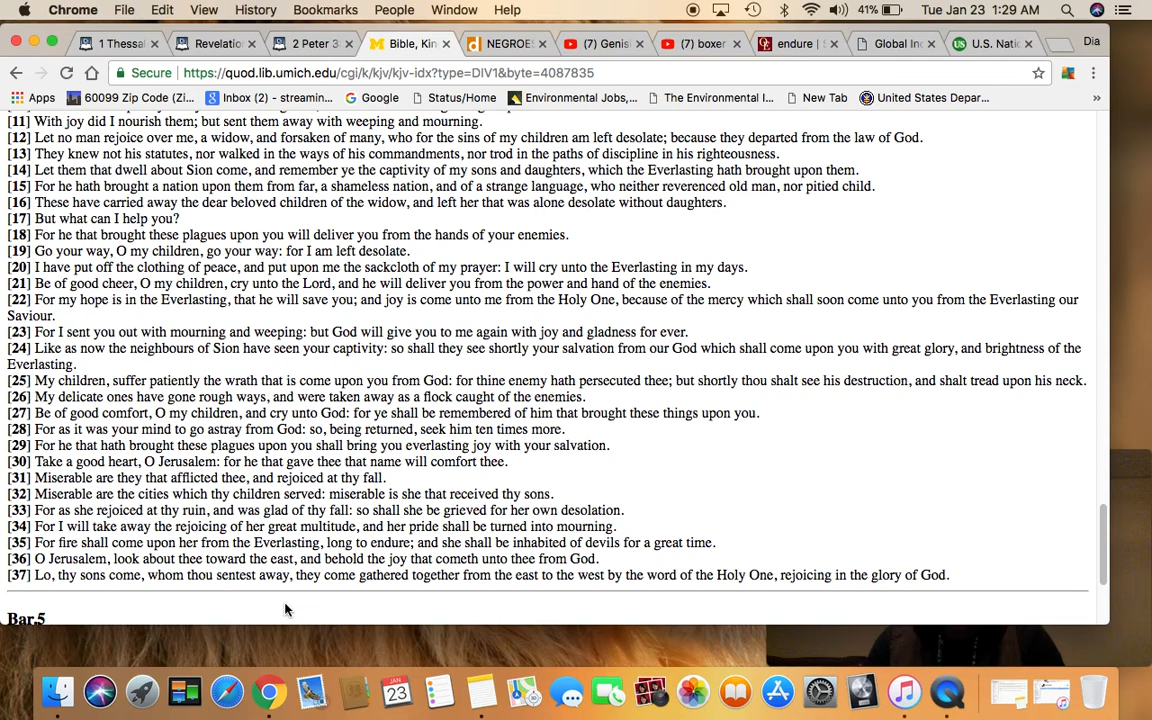 Chrome File Edit View History Bookmarks People Window Help 41% Tue Jan 23 1:29 AM
1 Thessal Revelation 2 Peter 3 Bible, Kin NEGROES (7) Genis (7) boxer endure | S Global Inc U.S. Nati Dia
Secure https://quod.lib.umich.edu/cgi/k/kjv/kjv-idx?type=DIV1&byte=4087835
Apps 60099 Zip Code (Zi... Inbox (2) - streamin... Google Status/Home Environmental Jobs,... The Environmental I... New Tab United States Depar... »
[11] With joy did I nourish them; but sent them away with weeping and mourning.
[12] Let no man rejoice over me, a widow, and forsaken of many, who for the sins of my children am left desolate; because they departed from the law of God.
[13] They knew not his statutes, nor walked in the ways of his commandments, nor trod in the paths of discipline in his righteousness.
[14] Let them that dwell about Sion come, and remember ye the captivity of my sons and daughters, which the Everlasting hath brought upon them.
[15] For he hath brought a nation upon them from far, a shameless nation, and of a strange language, who neither reverenced old man, nor pitied child.
[16] These have carried away the dear beloved children of the widow, and left her that was alone desolate without daughters.
[17] But what can I help you?
[18] For he that brought these plagues upon you will deliver you from the hands of your enemies.
[19] Go your way, O my children, go your way: for I am left desolate.
[20] I have put off the clothing of peace, and put upon me the sackcloth of my prayer: I will cry unto the Everlasting in my days.
[21] Be of good cheer, O my children, cry unto the Lord, and he will deliver you from the power and hand of the enemies.
[22] For my hope is in the Everlasting, that he will save you; and joy is come unto me from the Holy One, because of the mercy which shall soon come unto you from the Everlasting our
Saviour.
[23] For I sent you out with mourning and weeping: but God will give you to me again with joy and gladness for ever.
[24] Like as now the neighbours of Sion have seen your captivity: so shall they see shortly your salvation from our God which shall come upon you with great glory, and brightness of the
Everlasting.
[25] My children, suffer patiently the wrath that is come upon you from God: for thine enemy hath persecuted thee; but shortly thou shalt see his destruction, and shalt tread upon his neck.
[26] My delicate ones have gone rough ways, and were taken away as a flock caught of the enemies.
[27] Be of good comfort, O my children, and cry unto God: for ye shall be remembered of him that brought these things upon you.
[28] For as it was your mind to go astray from God: so, being returned, seek him ten times more.
[29] For he that hath brought these plagues upon you shall bring you everlasting joy with your salvation.
[30] Take a good heart, O Jerusalem: for he that gave thee that name will comfort thee.
[31] Miserable are they that afflicted thee, and rejoiced at thy fall.
[32] Miserable are the cities which thy children served: miserable is she that received thy sons.
[33] For as she rejoiced at thy ruin, and was glad of thy fall: so shall she be grieved for her own desolation.
[34] For I will take away the rejoicing of her great multitude, and her pride shall be turned into mourning.
[35] For fire shall come upon her from the Everlasting, long to endure; and she shall be inhabited of devils for a great time.
[36] O Jerusalem, look about thee toward the east, and behold the joy that cometh unto thee from God.
[37] Lo, thy sons come, whom thou sentest away, they come gathered together from the east to the west by the word of the Holy One, rejoicing in the glory of God.
Bar.5